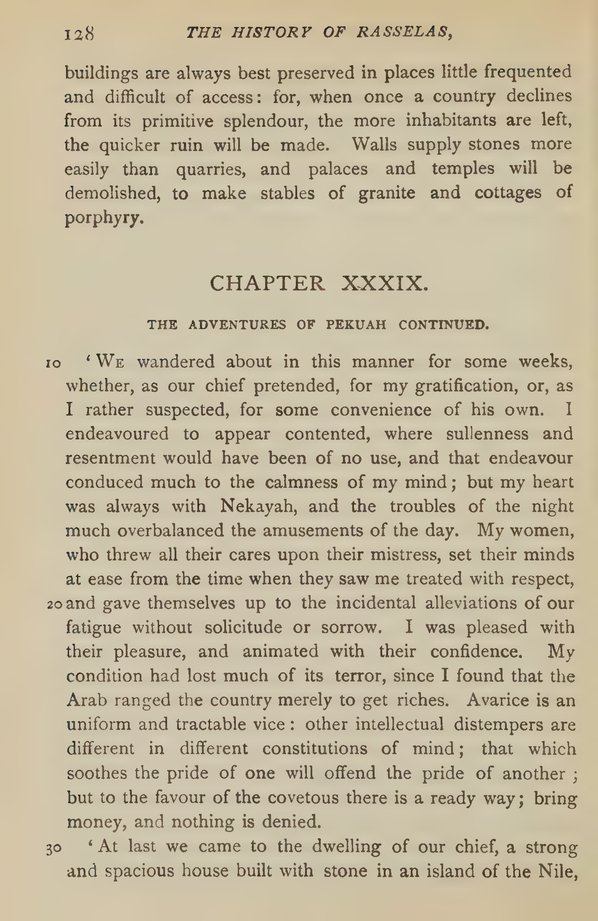 128 THE HISTORY OF RASSELAS,
buildings are always best preserved in places little frequented
and difficult of access: for, when once a country declines
from its primitive splendour, the more inhabitants are left,
the quicker ruin will be made. Walls supply stones more
easily than quarries, and palaces and temples will be
demolished, to make stables of granite and cottages of
porphyry.
CHAPTER XXXIX.
THE ADVENTURES OF PEKUAH CONTINUED.
10 ‘WE wandered about in this manner for some weeks,
whether, as our chief pretended, for my gratification, or, as
I rather suspected, for some convenience of his own. I
endeavoured to appear contented, where sullenness and
resentment would have been of no use, and that endeavour
conduced much to the calmness of my mind; but my heart
was always with Nekayah, and the troubles of the night
much overbalanced the amusements of the day. My women,
who threw all their cares upon their mistress, set their minds
at ease from the time when they saw me treated with respect,
20 and gave themselves up to the incidental alleviations of our
fatigue without solicitude or sorrow. I was pleased with
their pleasure, and animated with their confidence. My
condition had lost much of its terror, since I found that the
Arab ranged the country merely to get riches. Avarice is an
uniform and tractable vice: other intellectual distempers are
different in different constitutions of mind; that which
soothes the pride of one will offend the pride of another;
but to the favour of the covetous there is a ready way; bring
money, and nothing is denied.
30 ‘At last we came to the dwelling of our chief, a strong
and spacious house built with stone in an island of the Nile,